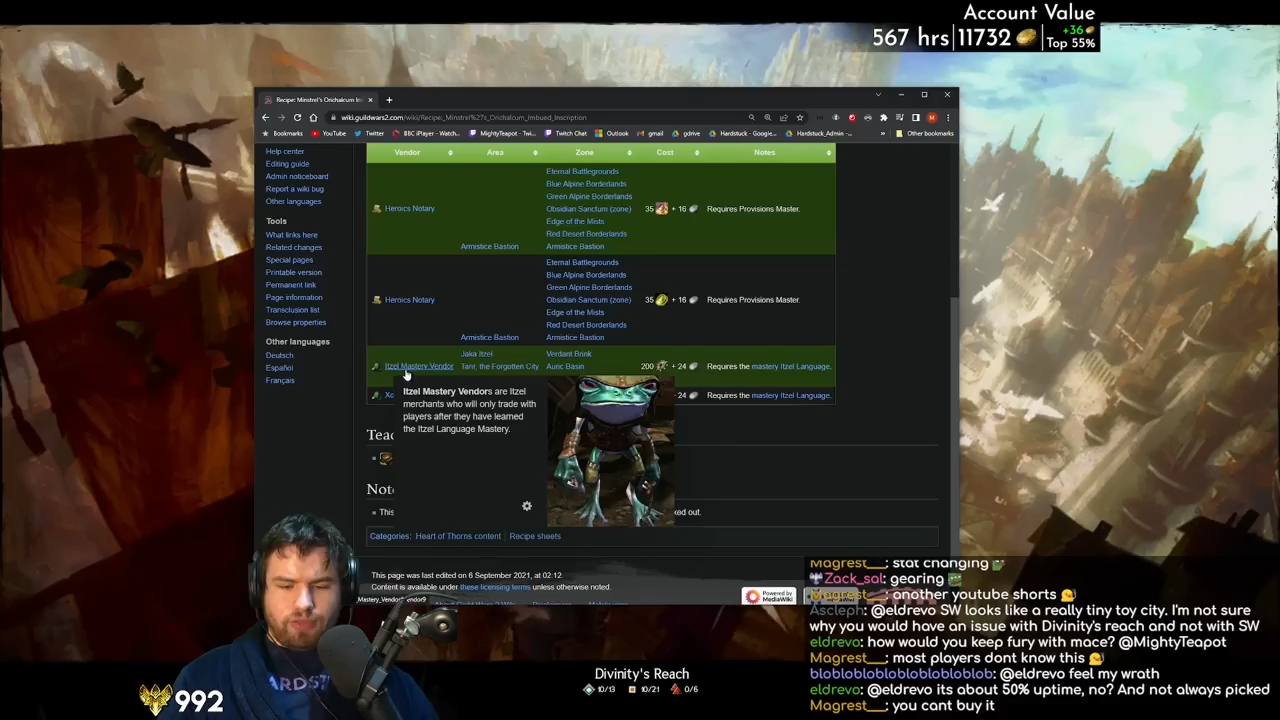 Account Value
567 hrs 11732 +36 Top 55%
Recipe: Minstrel's Orichalcum Im
wiki.guildwars2.com/wiki/Recipe:_Minstrel%27s_Orichalcum_Imbued_Inscription
Bookmarks YouTube Twitter BBC iPlayer - Watch... MightyTeapot - Twi... Twitch Chat Outlook gmail gdrive Hardstuck - Google... Hardstuck_Admin -... » Other bookmarks
Help center
Editing guide
Admin noticeboard
Report a wiki bug
Other languages
Tools
What links here
Related changes
Special pages
Printable version
Permanent link
Page information
Transclusion list
Browse properties
Other languages
Deutsch
Español
Français
Vendor Area Zone Cost Notes
Eternal Battlegrounds
Blue Alpine Borderlands
Green Alpine Borderlands
Heroics Notary Obsidian Sanctum (zone) 35 + 16 Requires Provisions Master.
Edge of the Mists
Red Desert Borderlands
Armistice Bastion Armistice Bastion
Eternal Battlegrounds
Blue Alpine Borderlands
Green Alpine Borderlands
Heroics Notary Obsidian Sanctum (zone) 35 + 16 Requires Provisions Master.
Edge of the Mists
Red Desert Borderlands
Armistice Bastion Armistice Bastion
Jaka Itzel Verdant Brink
Itzel Mastery Vendor Tarir, the Forgotten City Auric Basin 200 + 24 Requires the mastery Itzel Language.
Xo 24 Requires the mastery Itzel Language.
Itzel Mastery Vendors are Itzel
merchants who will only trade with
players after they have learned
the Itzel Language Mastery.
Teac
Note
This ked out.
Categories: Heart of Thorns content Recipe sheets
This page was last edited on 6 September 2021, at 02:12.
Content is available under these licensing terms unless otherwise noted.
Powered by
MediaWiki
Magrest__: stat changing
Zack_sal: gearing
Magrest__: another youtube shorts
Ascleph: @eldrevo SW looks like a really tiny toy city. I'm not sure
why you would have an issue with Divinity's reach and not with SW
eldrevo: how would you keep fury with mace? @MightyTeapot
Magrest__: most players dont know this
blobloblobloblobloblobloblob: @eldrevo feel my wrath
eldrevo: @eldrevo its about 50% uptime, no? And not always picked
Magrest__: you cant buy it
Divinity's Reach
10/13 10/21 0/6
992